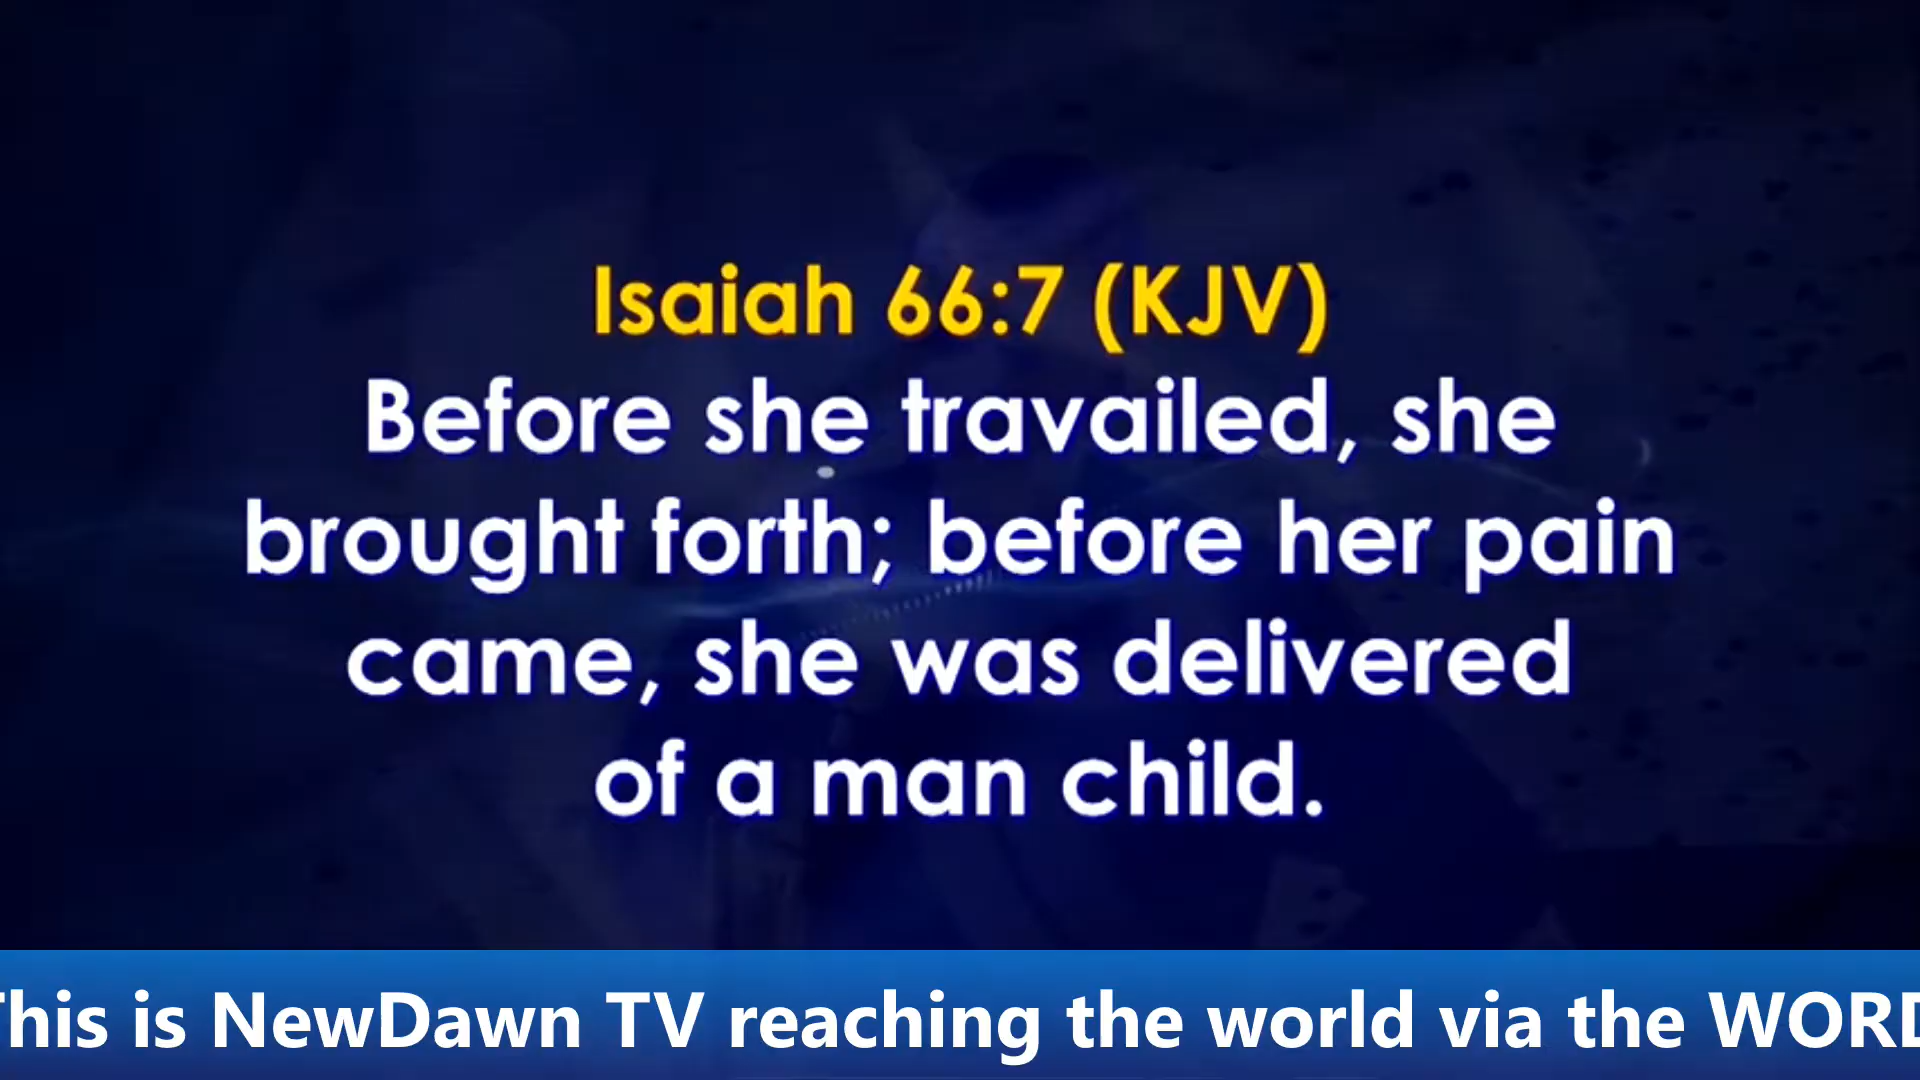 Isaiah 66:7 (KJV)
Before she travailed, she
brought forth; before her pain
came, she was delivered
of a man child.
This is NewDawn TV reaching the world via the WORD